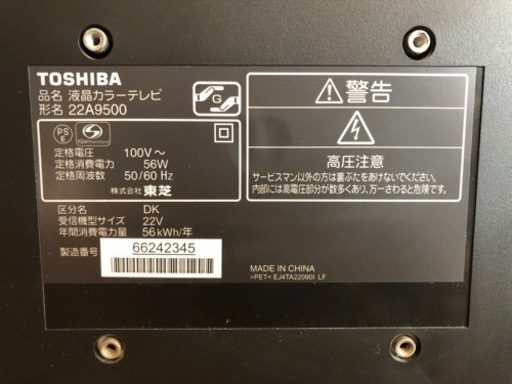 TOSHIBA
品名 液晶カラーテレビ
形名 22A9500
PS
E
G
定格電圧 100V～
定格消費電力 56W
定格周波数 50/60 Hz
株式会社 東芝
区分名 DK
受信機型サイズ 22V
年間消費電力量 56kWh/年
製造番号 66242345
警告
高圧注意
サービスマン以外の方は裏ぶたをあけないでください。
内部には高電圧部分が数多くあり、万一さわると危険です。
MADE IN CHINA
>PET< EJ4TA22090I LF